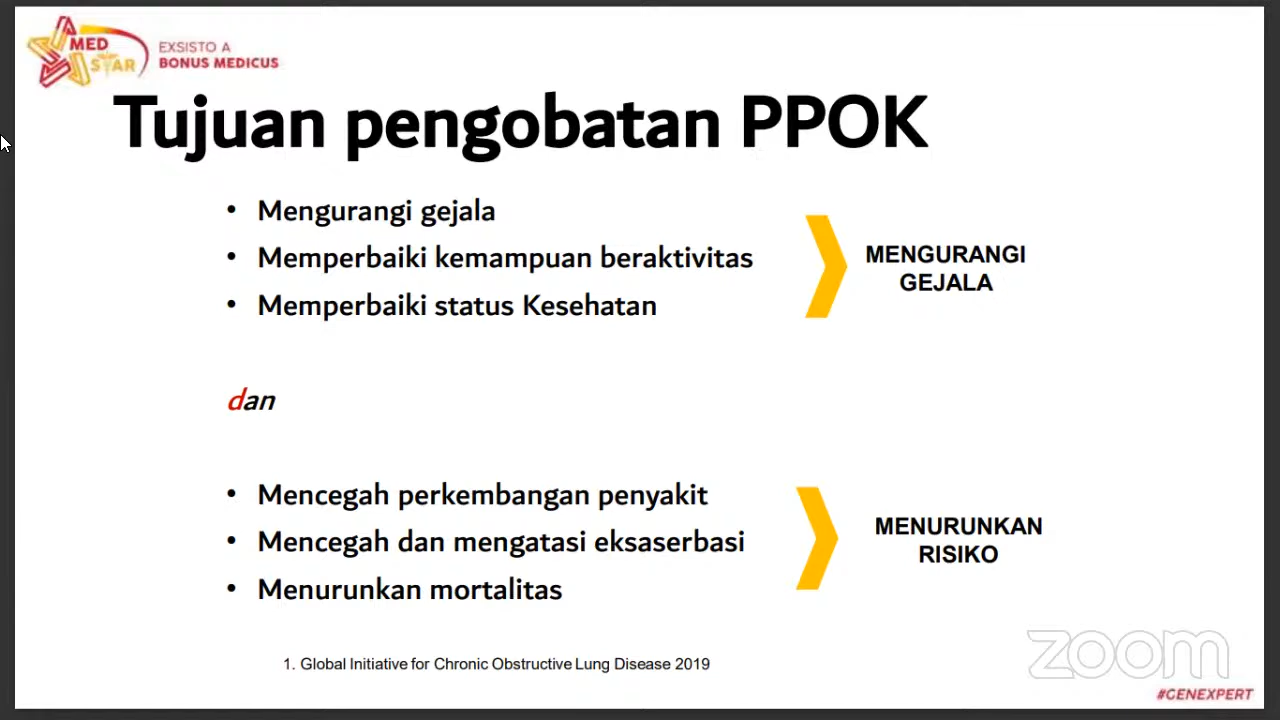 MED
STAR
EXSISTO A
BONUS MEDICUS
Tujuan pengobatan PPOK
• Mengurangi gejala
• Memperbaiki kemampuan beraktivitas
• Memperbaiki status Kesehatan
MENGURANGI
GEJALA
dan
• Mencegah perkembangan penyakit
• Mencegah dan mengatasi eksaserbasi
• Menurunkan mortalitas
MENURUNKAN
RISIKO
1. Global Initiative for Chronic Obstructive Lung Disease 2019
zoom
#GENEXPERT